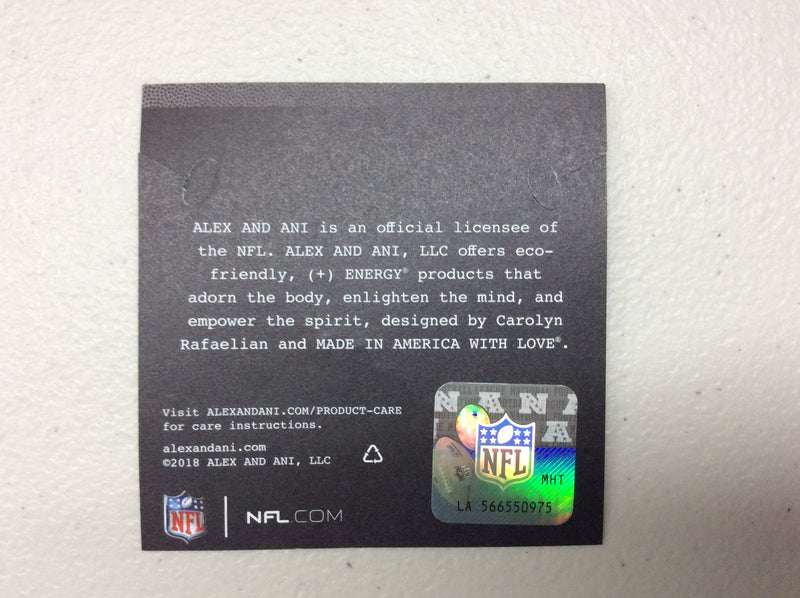 ALEX AND ANI is an official licensee of
the NFL. ALEX AND ANI, LLC offers eco-
friendly, (+) ENERGY® products that
adorn the body, enlighten the mind, and
empower the spirit, designed by Carolyn
Rafaelian and MADE IN AMERICA WITH LOVE®.
Visit ALEXANDANI.COM/PRODUCT-CARE
for care instructions.
alexandani.com
©2018 ALEX AND ANI, LLC
NFL
NFL.COM
NFL
MHT
LA 566550975